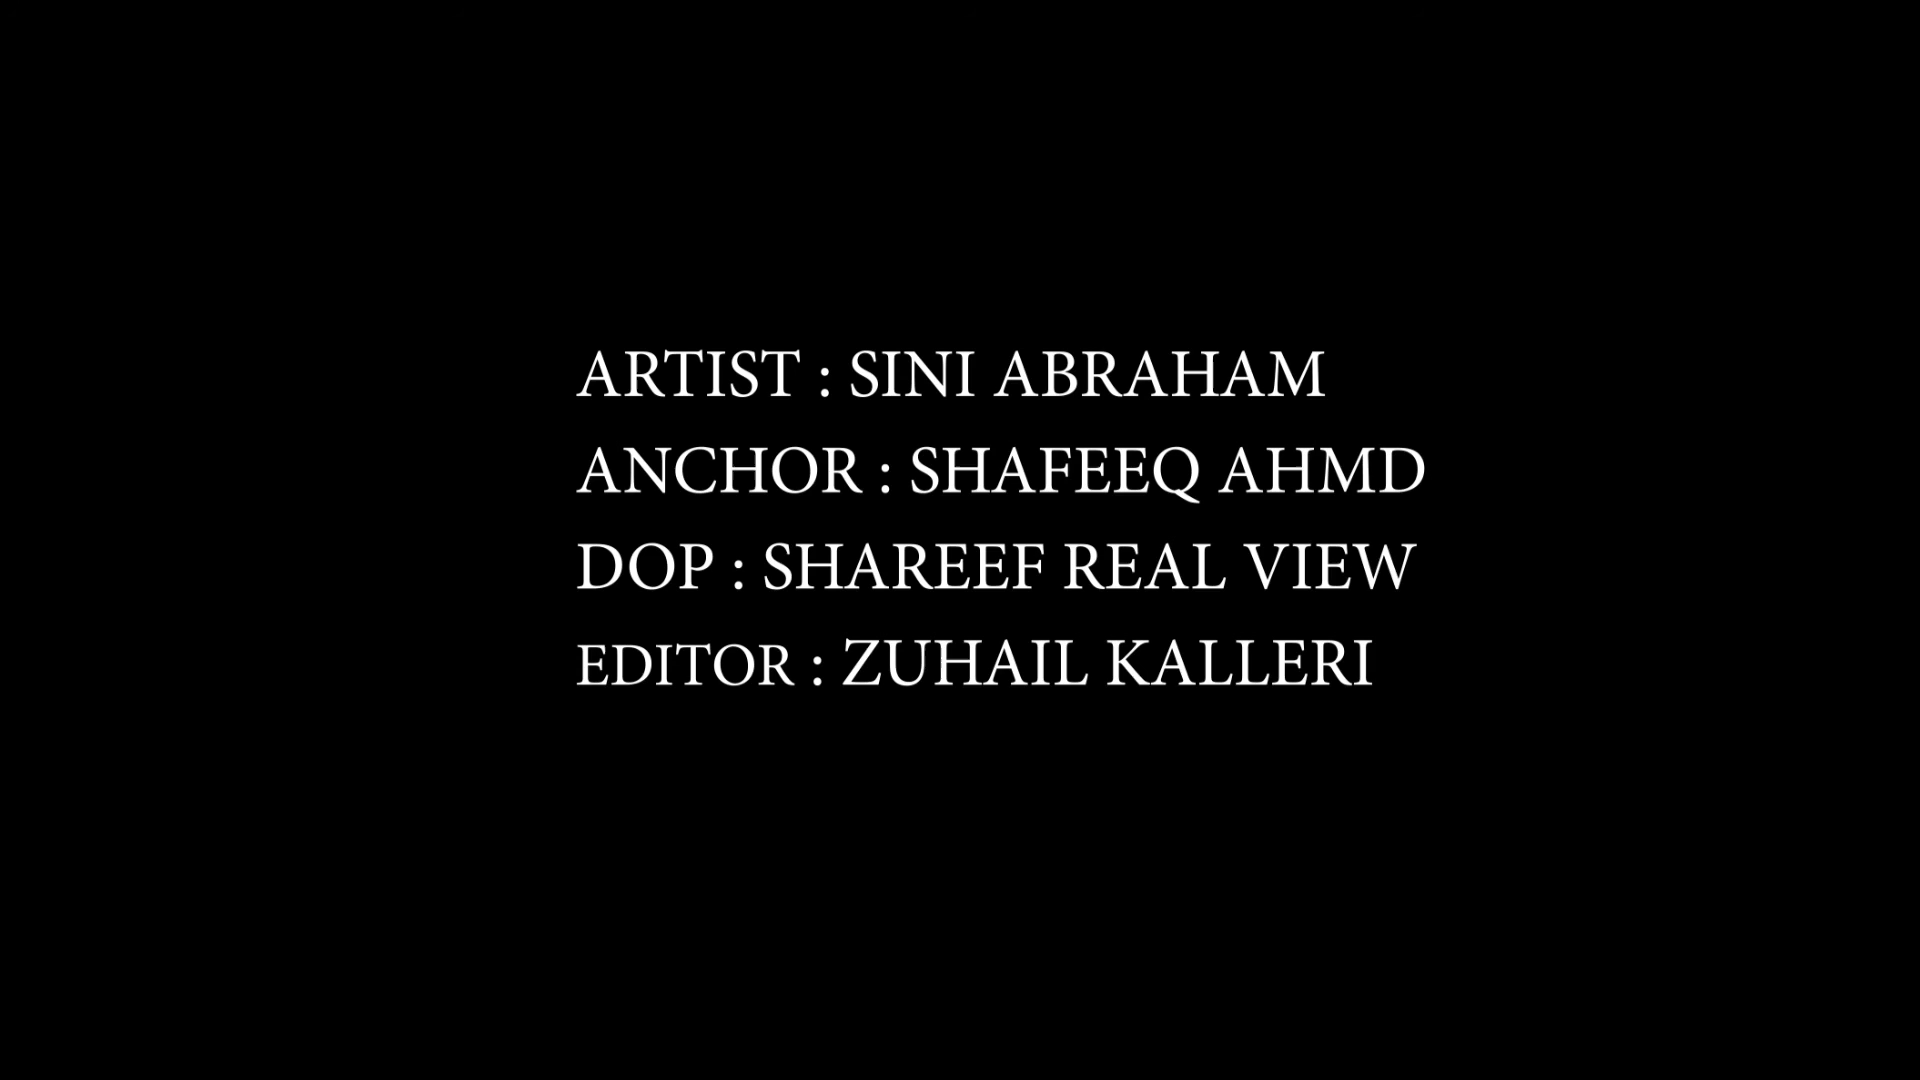 ARTIST : SINI ABRAHAM
ANCHOR : SHAFEEQ AHMD
DOP : SHAREEF REAL VIEW
EDITOR : ZUHAIL KALLERI